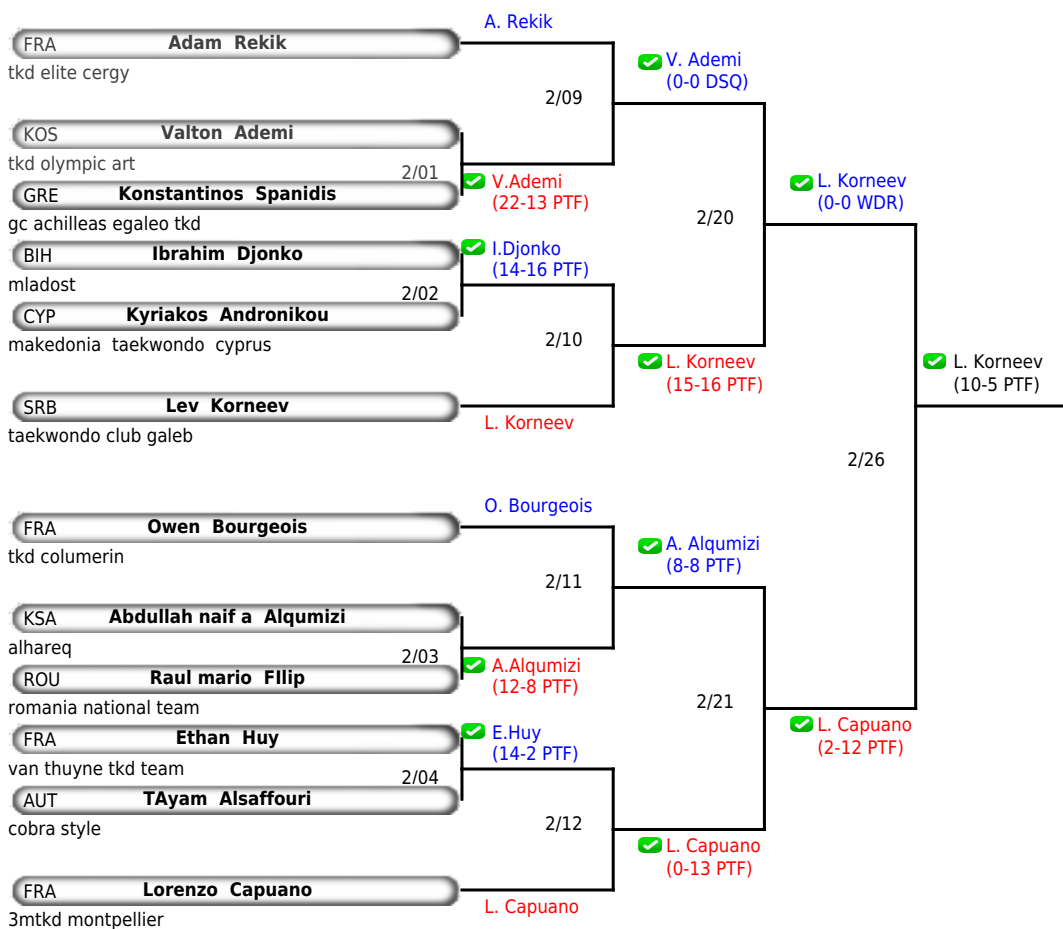 A. Rekik
FRA Adam Rekik
tkd elite cergy
V. Ademi
(0-0 DSQ)
2/09
KOS Valton Ademi
tkd olympic art
2/01
V.Ademi
(22-13 PTF)
GRE Konstantinos Spanidis
gc achilleas egaleo tkd
L. Korneev
(0-0 WDR)
2/20
BIH Ibrahim Djonko
mladost
I.Djonko
(14-16 PTF)
2/02
CYP Kyriakos Andronikou
makedonia taekwondo cyprus
2/10
L. Korneev
(15-16 PTF)
L. Korneev
(10-5 PTF)
SRB Lev Korneev
taekwondo club galeb
L. Korneev
2/26
O. Bourgeois
FRA Owen Bourgeois
tkd columerin
A. Alqumizi
(8-8 PTF)
2/11
KSA Abdullah naif a Alqumizi
alhareq
2/03
A.Alqumizi
(12-8 PTF)
ROU Raul mario FIlip
romania national team
2/21
L. Capuano
(2-12 PTF)
FRA Ethan Huy
van thuyne tkd team
E.Huy
(14-2 PTF)
2/04
AUT TAyam Alsaffouri
cobra style
2/12
L. Capuano
(0-13 PTF)
FRA Lorenzo Capuano
3mtkd montpellier
L. Capuano